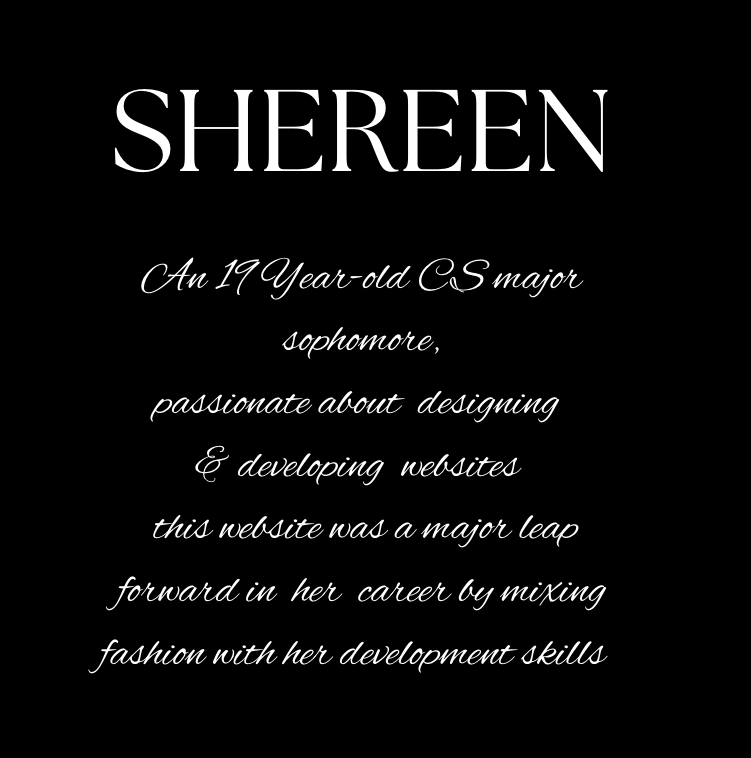 SHEREEN
An 19 Year-old CS major
sophomore,
passionate about designing
& developing websites
this website was a major leap
forward in her career by mixing
fashion with her development skills